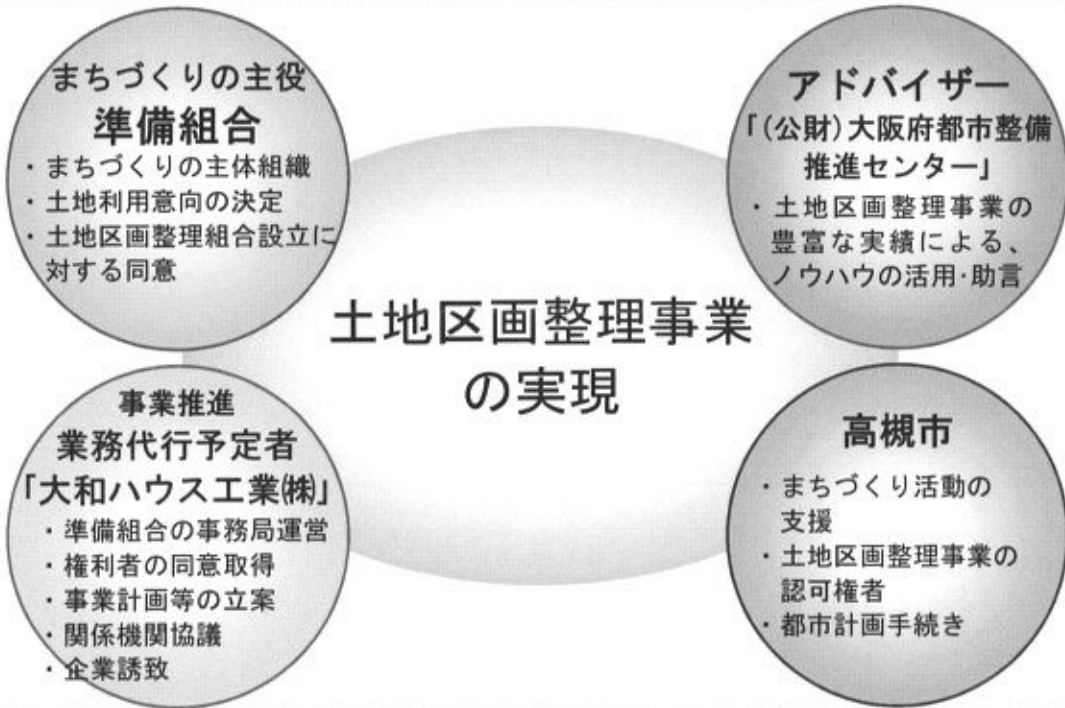 まちづくりの主役
準備組合
・まちづくりの主体組織
・土地利用意向の決定
・土地区画整理組合設立に
対する同意
アドバイザー
「(公財)大阪府都市整備
推進センター」
・土地区画整理事業の
豊富な実績による、
ノウハウの活用・助言
土地区画整理事業
の実現
事業推進
業務代行予定者
「大和ハウス工業㈱」
・準備組合の事務局運営
・権利者の同意取得
・事業計画等の立案
・関係機関協議
・企業誘致
高槻市
・まちづくり活動の
支援
・土地区画整理事業の
認可権者
・都市計画手続き